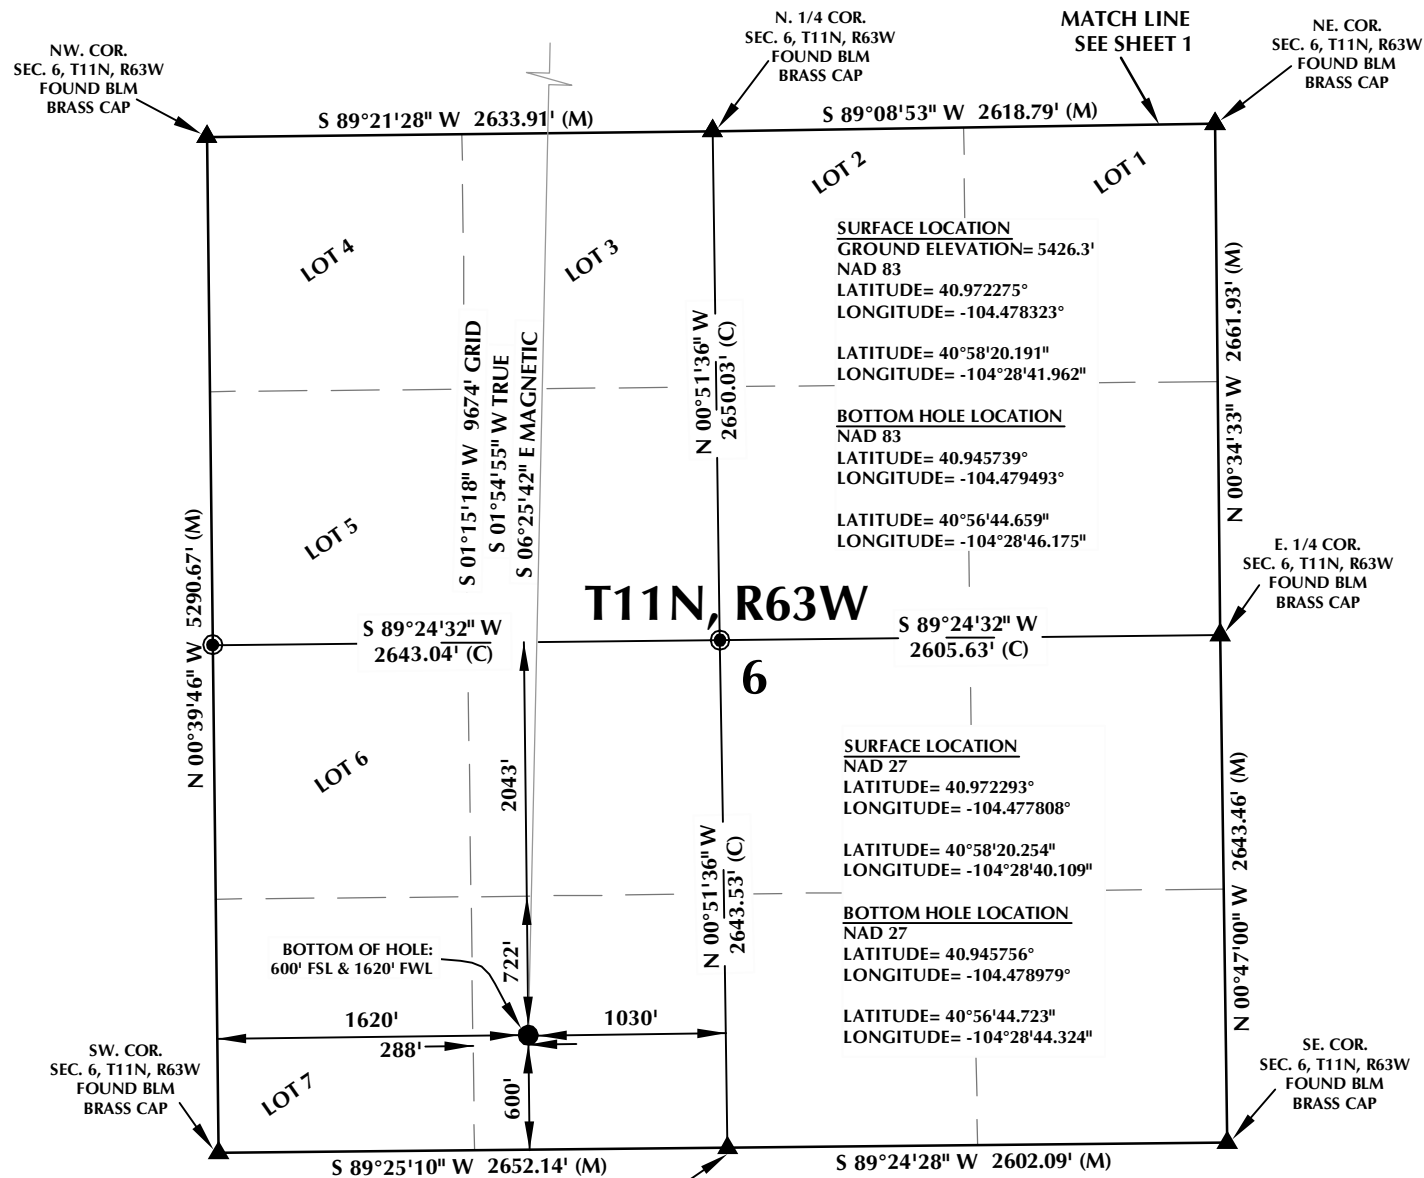 NW. COR.
SEC. 6, T11N, R63W
FOUND BLM
BRASS CAP
N. 1/4 COR.
SEC. 6, T11N, R63W
FOUND BLM
BRASS CAP
MATCH LINE
SEE SHEET 1
NE. COR.
SEC. 6, T11N, R63W
FOUND BLM
BRASS CAP
S 89°21'28" W 2633.91' (M)
S 89°08'53" W 2618.79' (M)
LOT 4
LOT 3
LOT 2
LOT 1
SURFACE LOCATION
GROUND ELEVATION= 5426.3'
NAD 83
LATITUDE= 40.972275°
LONGITUDE= -104.478323°
LATITUDE= 40°58'20.191"
LONGITUDE= -104°28'41.962"
BOTTOM HOLE LOCATION
NAD 83
LATITUDE= 40.945739°
LONGITUDE= -104.479493°
LATITUDE= 40°56'44.659"
LONGITUDE= -104°28'46.175"
S 01°15'18" W 9674' GRID
S 01°54'55" W TRUE
S 06°25'42" E MAGNETIC
N 00°51'36" W
2650.03' (C)
N 00°34'33" W 2661.93' (M)
N 00°39'46" W 5290.67' (M)
LOT 5
E. 1/4 COR.
SEC. 6, T11N, R63W
FOUND BLM
BRASS CAP
T11N, R63W
6
S 89°24'32" W
2643.04' (C)
S 89°24'32" W
2605.63' (C)
LOT 6
2043'
SURFACE LOCATION
NAD 27
LATITUDE= 40.972293°
LONGITUDE= -104.477808°
LATITUDE= 40°58'20.254"
LONGITUDE= -104°28'40.109"
BOTTOM HOLE LOCATION
NAD 27
LATITUDE= 40.945756°
LONGITUDE= -104.478979°
LATITUDE= 40°56'44.723"
LONGITUDE= -104°28'44.324"
N 00°51'36" W
2643.53' (C)
N 00°47'00" W 2643.46' (M)
BOTTOM OF HOLE:
600' FSL & 1620' FWL
722'
1620'
1030'
288'
600'
LOT 7
SW. COR.
SEC. 6, T11N, R63W
FOUND BLM
BRASS CAP
SE. COR.
SEC. 6, T11N, R63W
FOUND BLM
BRASS CAP
S 89°25'10" W 2652.14' (M)
S 89°24'28" W 2602.09' (M)